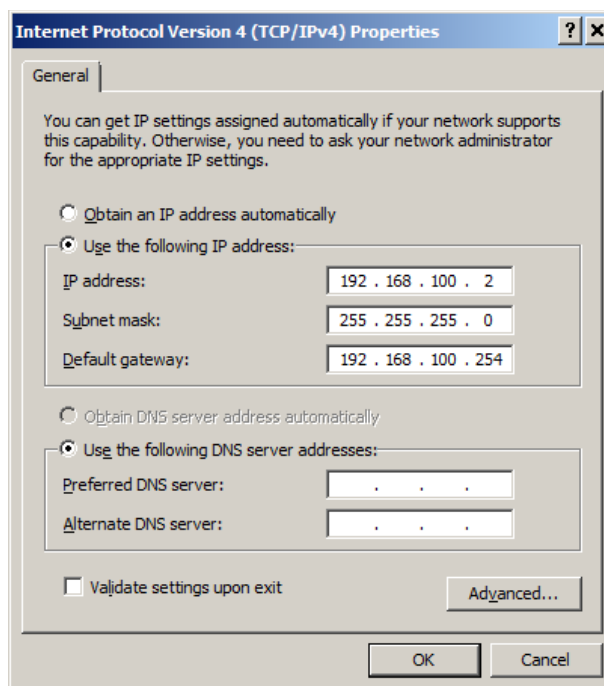 Internet Protocol Version 4 (TCP/IPv4) Properties
? X
General
You can get IP settings assigned automatically if your network supports
this capability. Otherwise, you need to ask your network administrator
for the appropriate IP settings.
Obtain an IP address automatically
Use the following IP address:
IP address: 192 . 168 . 100 . 2
Subnet mask: 255 . 255 . 255 . 0
Default gateway: 192 . 168 . 100 . 254
Obtain DNS server address automatically
Use the following DNS server addresses:
Preferred DNS server: . . .
Alternate DNS server: . . .
Validate settings upon exit
Advanced...
OK Cancel